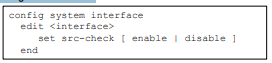 config system interface
edit <interface>
set src-check [ enable | disable ]
end